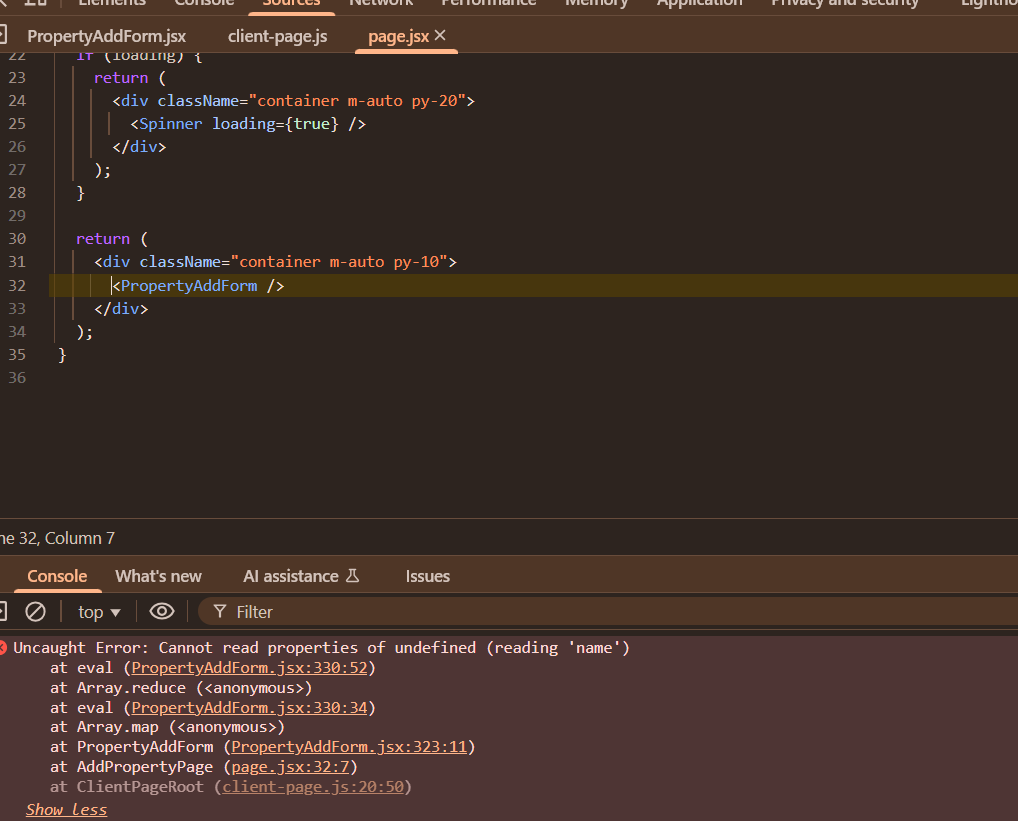 Elements Console Sources Network Performance Memory Application Privacy and security
PropertyAddForm.jsx client-page.js page.jsx ×
22 if (loading) {
23 return (
24 <div className="container m-auto py-20">
25 <Spinner loading={true} />
26 </div>
27 );
28 }
29
30 return (
31 <div className="container m-auto py-10">
32 <PropertyAddForm />
33 </div>
34 );
35 }
36
ne 32, Column 7
Console What's new AI assistance Issues
top ▼ Filter
Uncaught Error: Cannot read properties of undefined (reading 'name')
at eval (PropertyAddForm.jsx:330:52)
at Array.reduce (<anonymous>)
at eval (PropertyAddForm.jsx:330:34)
at Array.map (<anonymous>)
at PropertyAddForm (PropertyAddForm.jsx:323:11)
at AddPropertyPage (page.jsx:32:7)
at ClientPageRoot (client-page.js:20:50)
Show less